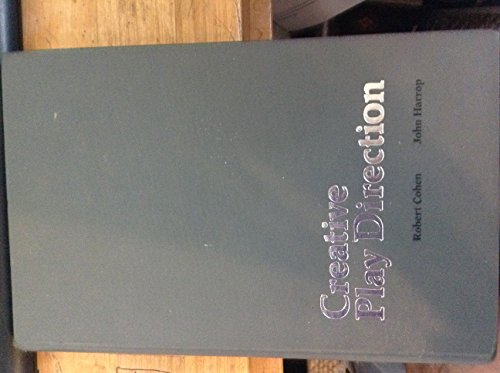 Creative
Play Direction
Robert Cohen John Harrop